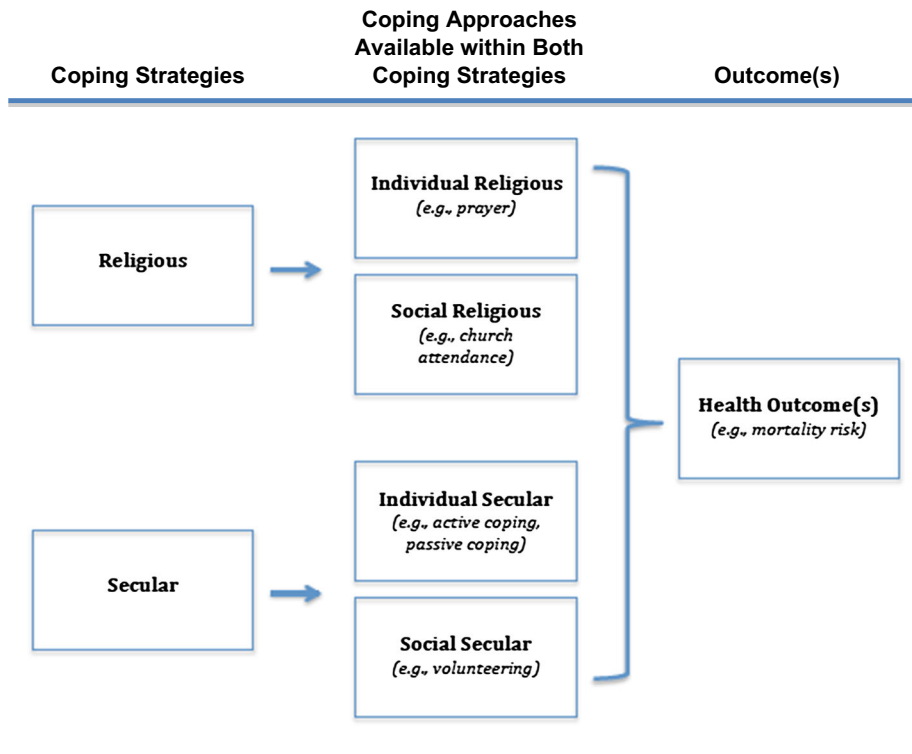 Coping Strategies
Coping Approaches
Available within Both
Coping Strategies
Outcome(s)
Religious
Individual Religious
(e.g., prayer)
Social Religious
(e.g., church
attendance)
Secular
Individual Secular
(e.g., active coping,
passive coping)
Social Secular
(e.g., volunteering)
Health Outcome(s)
(e.g., mortality risk)